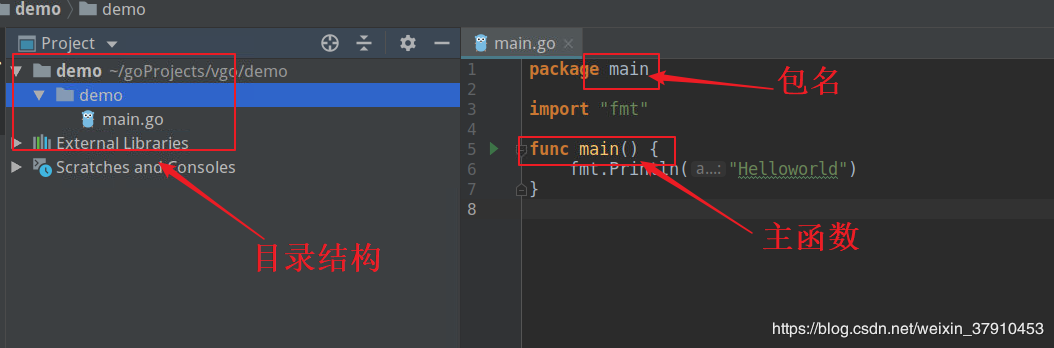 demo demo
Project
demo ~/goProjects/vgo/demo
demo
main.go
External Libraries
Scratches and Consoles
目录结构
main.go
1 package main
2
3 import "fmt"
4
5 func main() {
6 fmt.Println( a...: "Helloworld")
7 }
8
包名
主函数
https://blog.csdn.net/weixin_37910453